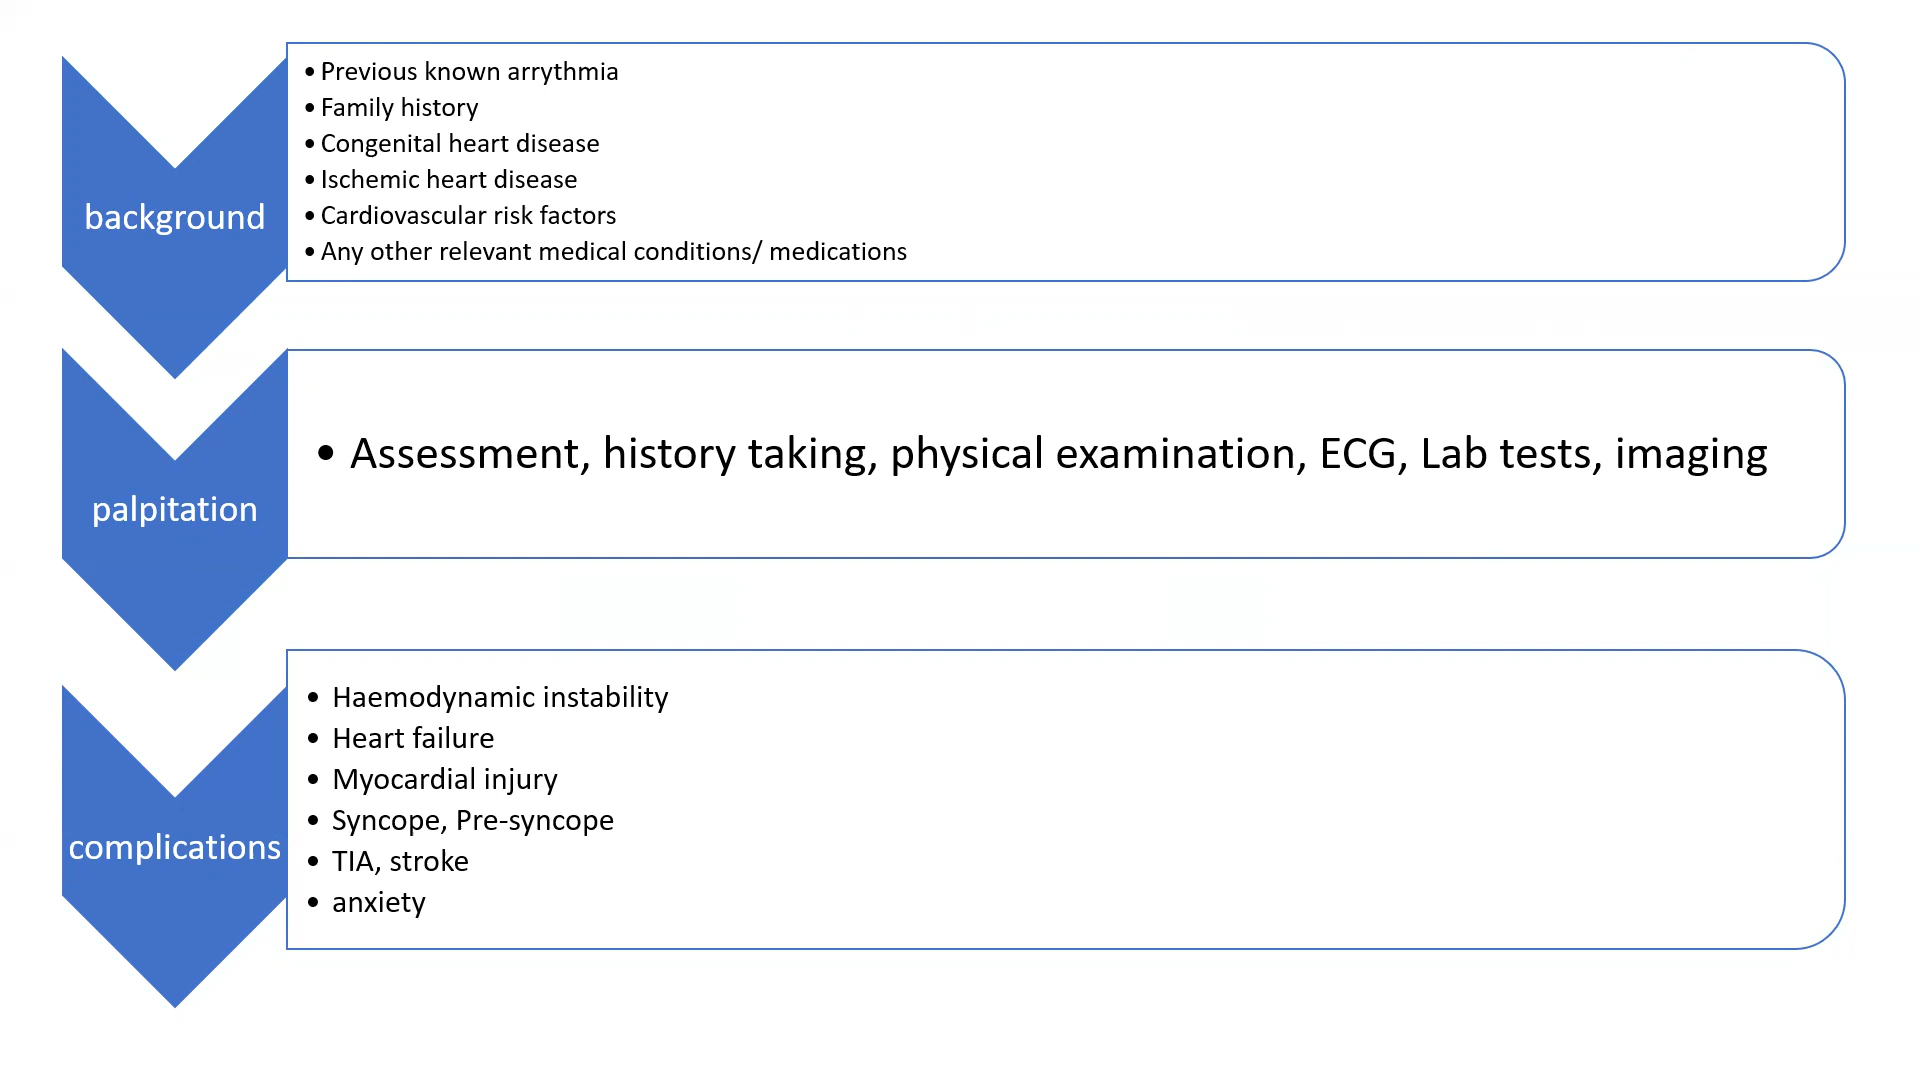 background
• Previous known arrythmia
• Family history
• Congenital heart disease
• Ischemic heart disease
• Cardiovascular risk factors
• Any other relevant medical conditions/ medications
palpitation
• Assessment, history taking, physical examination, ECG, Lab tests, imaging
complications
• Haemodynamic instability
• Heart failure
• Myocardial injury
• Syncope, Pre-syncope
• TIA, stroke
• anxiety